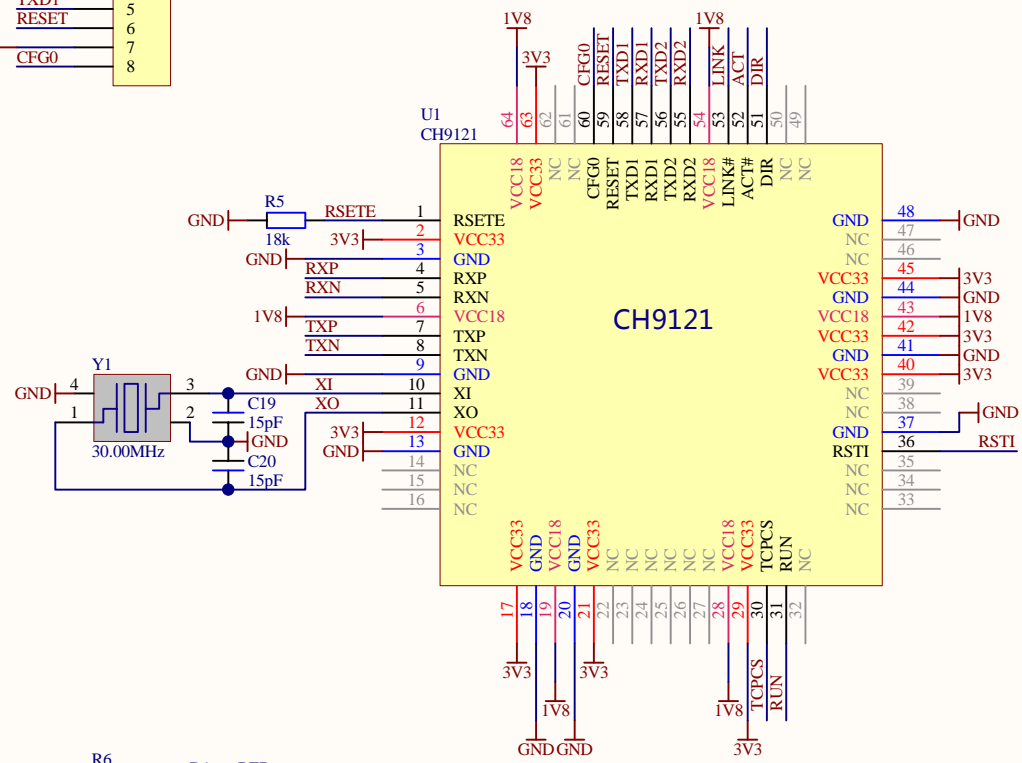 TXD1 5
RESET 6
7
CFG0 8
1V8
3V3
CFG0
RESET
TXD1
RXD1
TXD2
RXD2
1V8
LINK
ACT
DIR
U1
CH9121
64 63 62 61 60 59 58 57 56 55 54 53 52 51 50 49
VCC18 VCC33 NC NC CFG0 RESET TXD1 RXD1 TXD2 RXD2 VCC18 LINK# ACT# DIR NC NC
GND R5 18k RSETE 1 RSETE
3V3 2 VCC33
GND 3 GND
RXP 4 RXP
RXN 5 RXN
1V8 6 VCC18
TXP 7 TXP
TXN 8 TXN
GND 9 GND
XI 10 XI
XO 11 XO
3V3 12 VCC33
GND 13 GND
14 NC
15 NC
16 NC
CH9121
GND 48 GND
NC 47
NC 46
VCC33 45 3V3
GND 44 GND
VCC18 43 1V8
VCC33 42 3V3
GND 41 GND
VCC33 40 3V3
NC 39
NC 38
GND 37 GND
RSTI 36 RSTI
NC 35
NC 34
NC 33
Y1
GND 4 3
1 2
30.00MHz
C19
15pF
GND
C20
15pF
VCC33 GND VCC18 GND VCC33 NC NC NC NC NC NC VCC18 VCC33 TCPCS RUN NC
17 18 19 20 21 22 23 24 25 26 27 28 29 30 31 32
3V3
GND
1V8
GND
3V3
1V8
3V3
TCPCS
RUN
R6